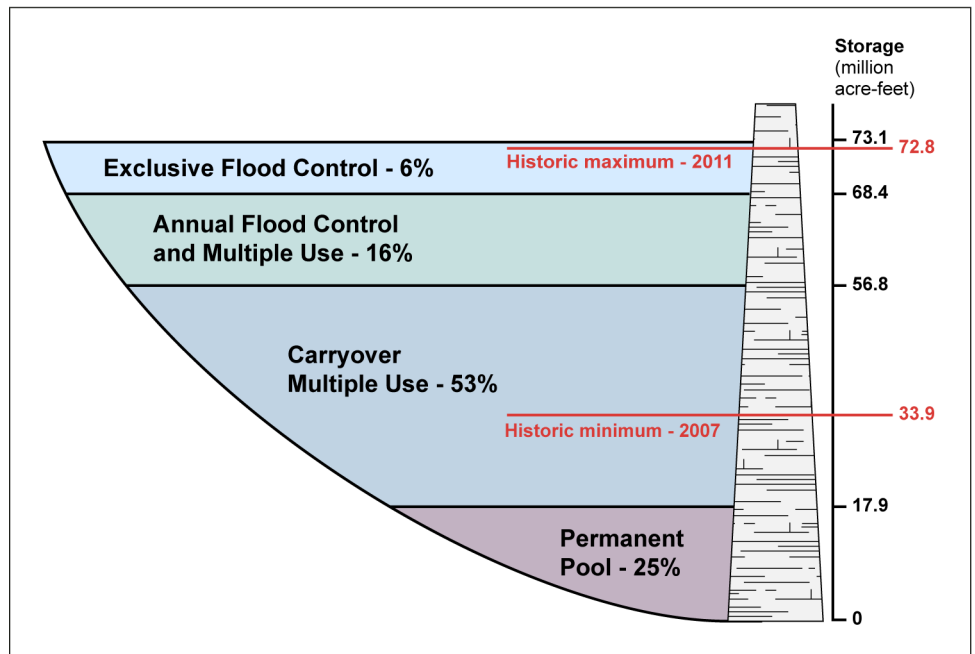 Storage
(million
acre-feet)
73.1
72.8
Historic maximum - 2011
Exclusive Flood Control - 6%
68.4
Annual Flood Control
and Multiple Use - 16%
56.8
Carryover
Multiple Use - 53%
33.9
Historic minimum - 2007
17.9
Permanent
Pool - 25%
0